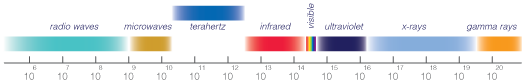 visible
radio waves microwaves terahertz infrared ultraviolet x-rays gamma rays
10^6 10^7 10^8 10^9 10^10 10^11 10^12 10^13 10^14 10^15 10^16 10^17 10^18 10^19 10^20